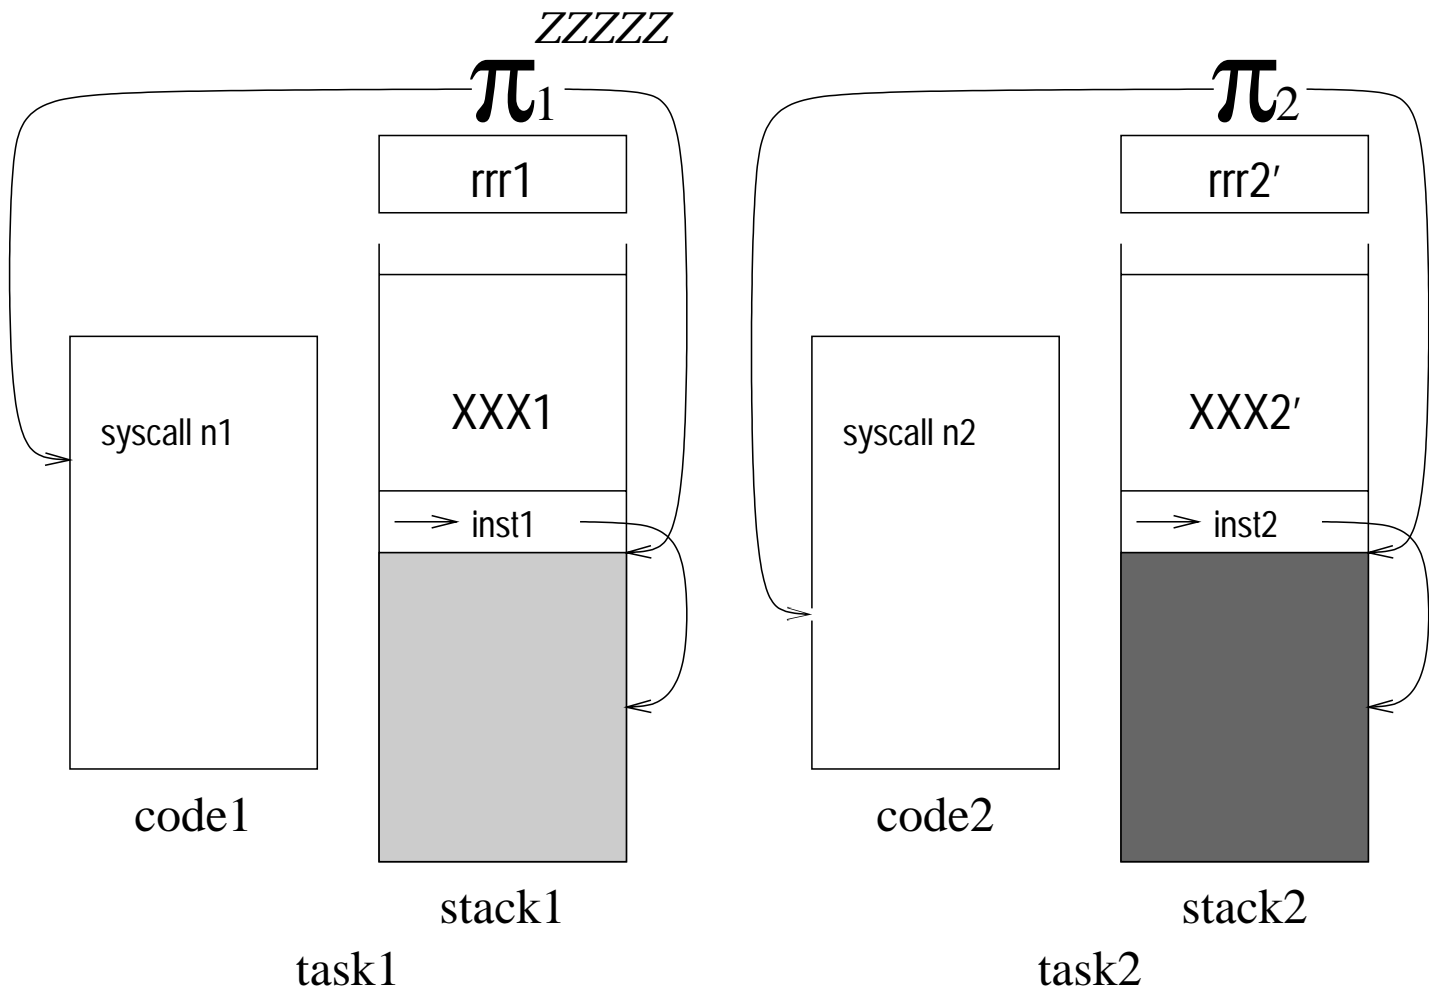 ZZZZZ
π1
π2
rrr1
rrr2′
XXX1
XXX2′
syscall n1
syscall n2
inst1
inst2
code1
code2
stack1
stack2
task1
task2